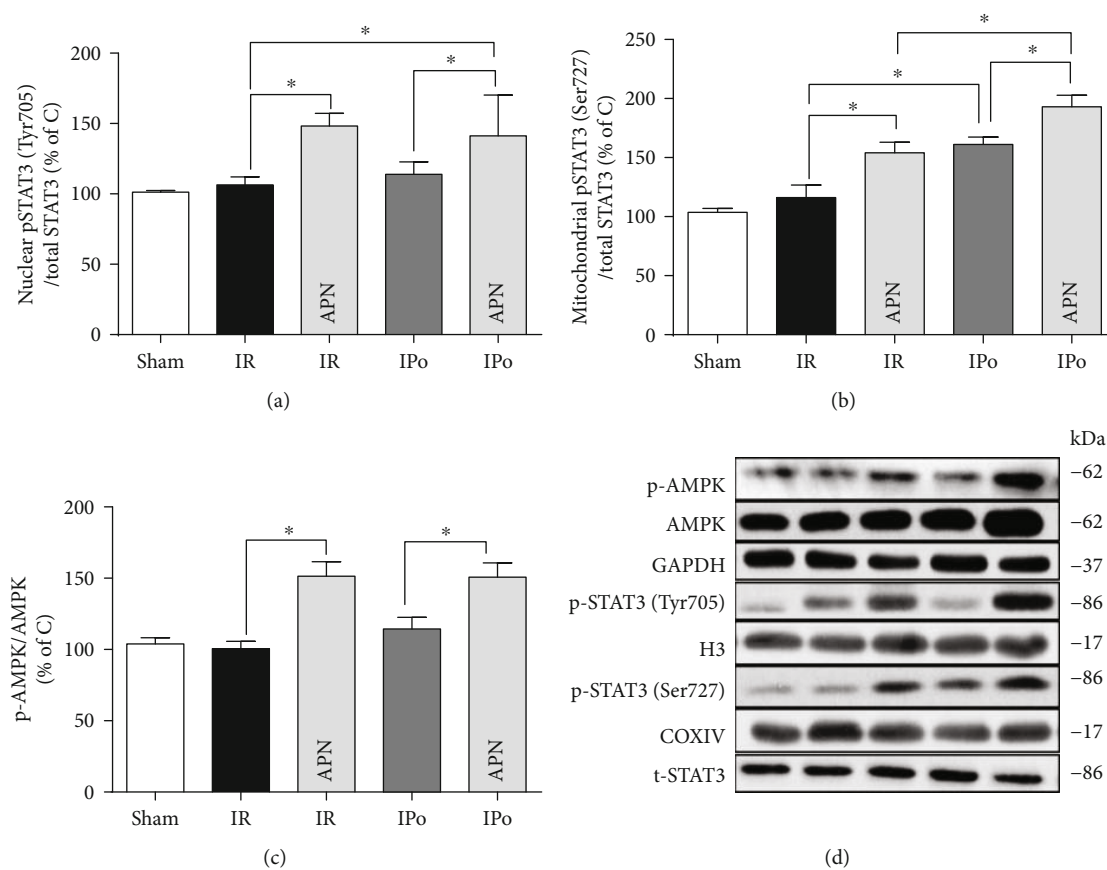 Nuclear pSTAT3 (Tyr705)
/total STAT3 (% of C)
200
150
100
50
0
*
*
*
APN
APN
Sham IR IR IPo IPo
(a)
Mitochondrial pSTAT3 (Ser727)
/total STAT3 (% of C)
250
200
150
100
50
0
*
*
*
*
APN
APN
Sham IR IR IPo IPo
(b)
p-AMPK/AMPK
(% of C)
200
150
100
50
0
*
*
APN
APN
Sham IR IR IPo IPo
(c)
kDa
p-AMPK −62
AMPK −62
GAPDH −37
p-STAT3 (Tyr705) −86
H3 −17
p-STAT3 (Ser727) −86
COXIV −17
t-STAT3 −86
(d)